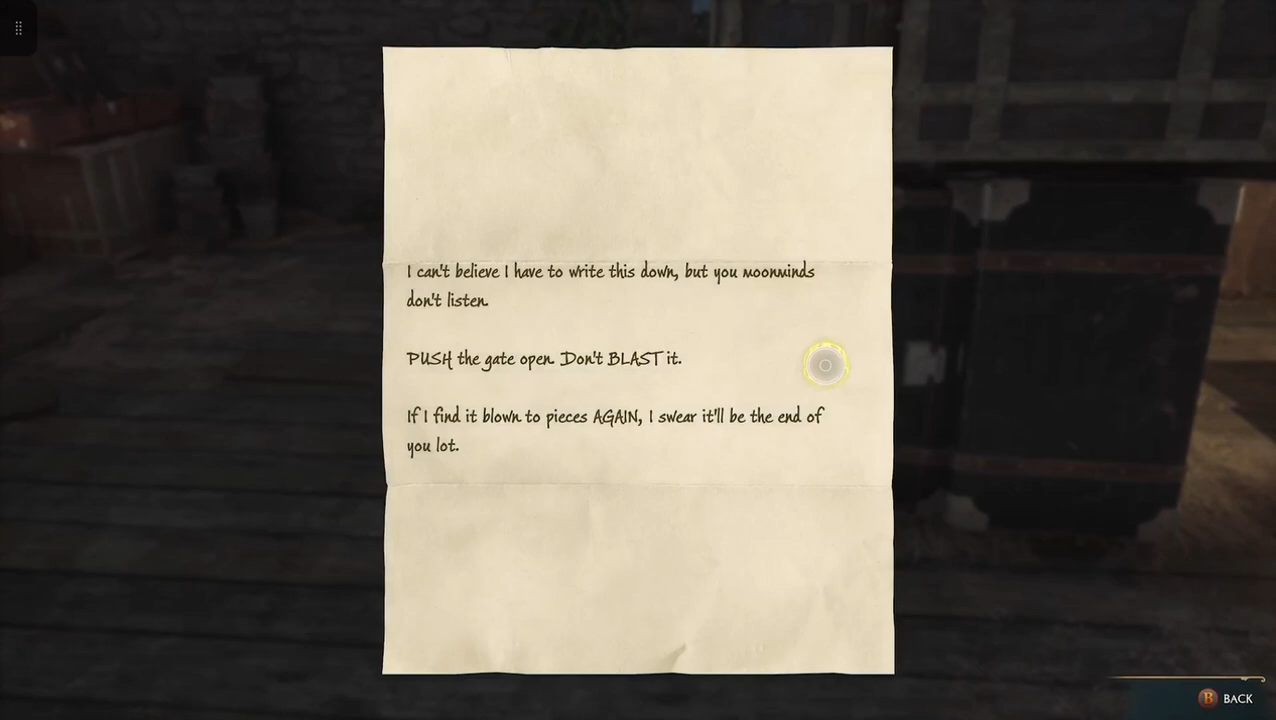 I can't believe I have to write this down, but you moonminds
don't listen.
PUSH the gate open. Don't BLAST it.
If I find it blown to pieces AGAIN, I swear it'll be the end of
you lot.
B BACK